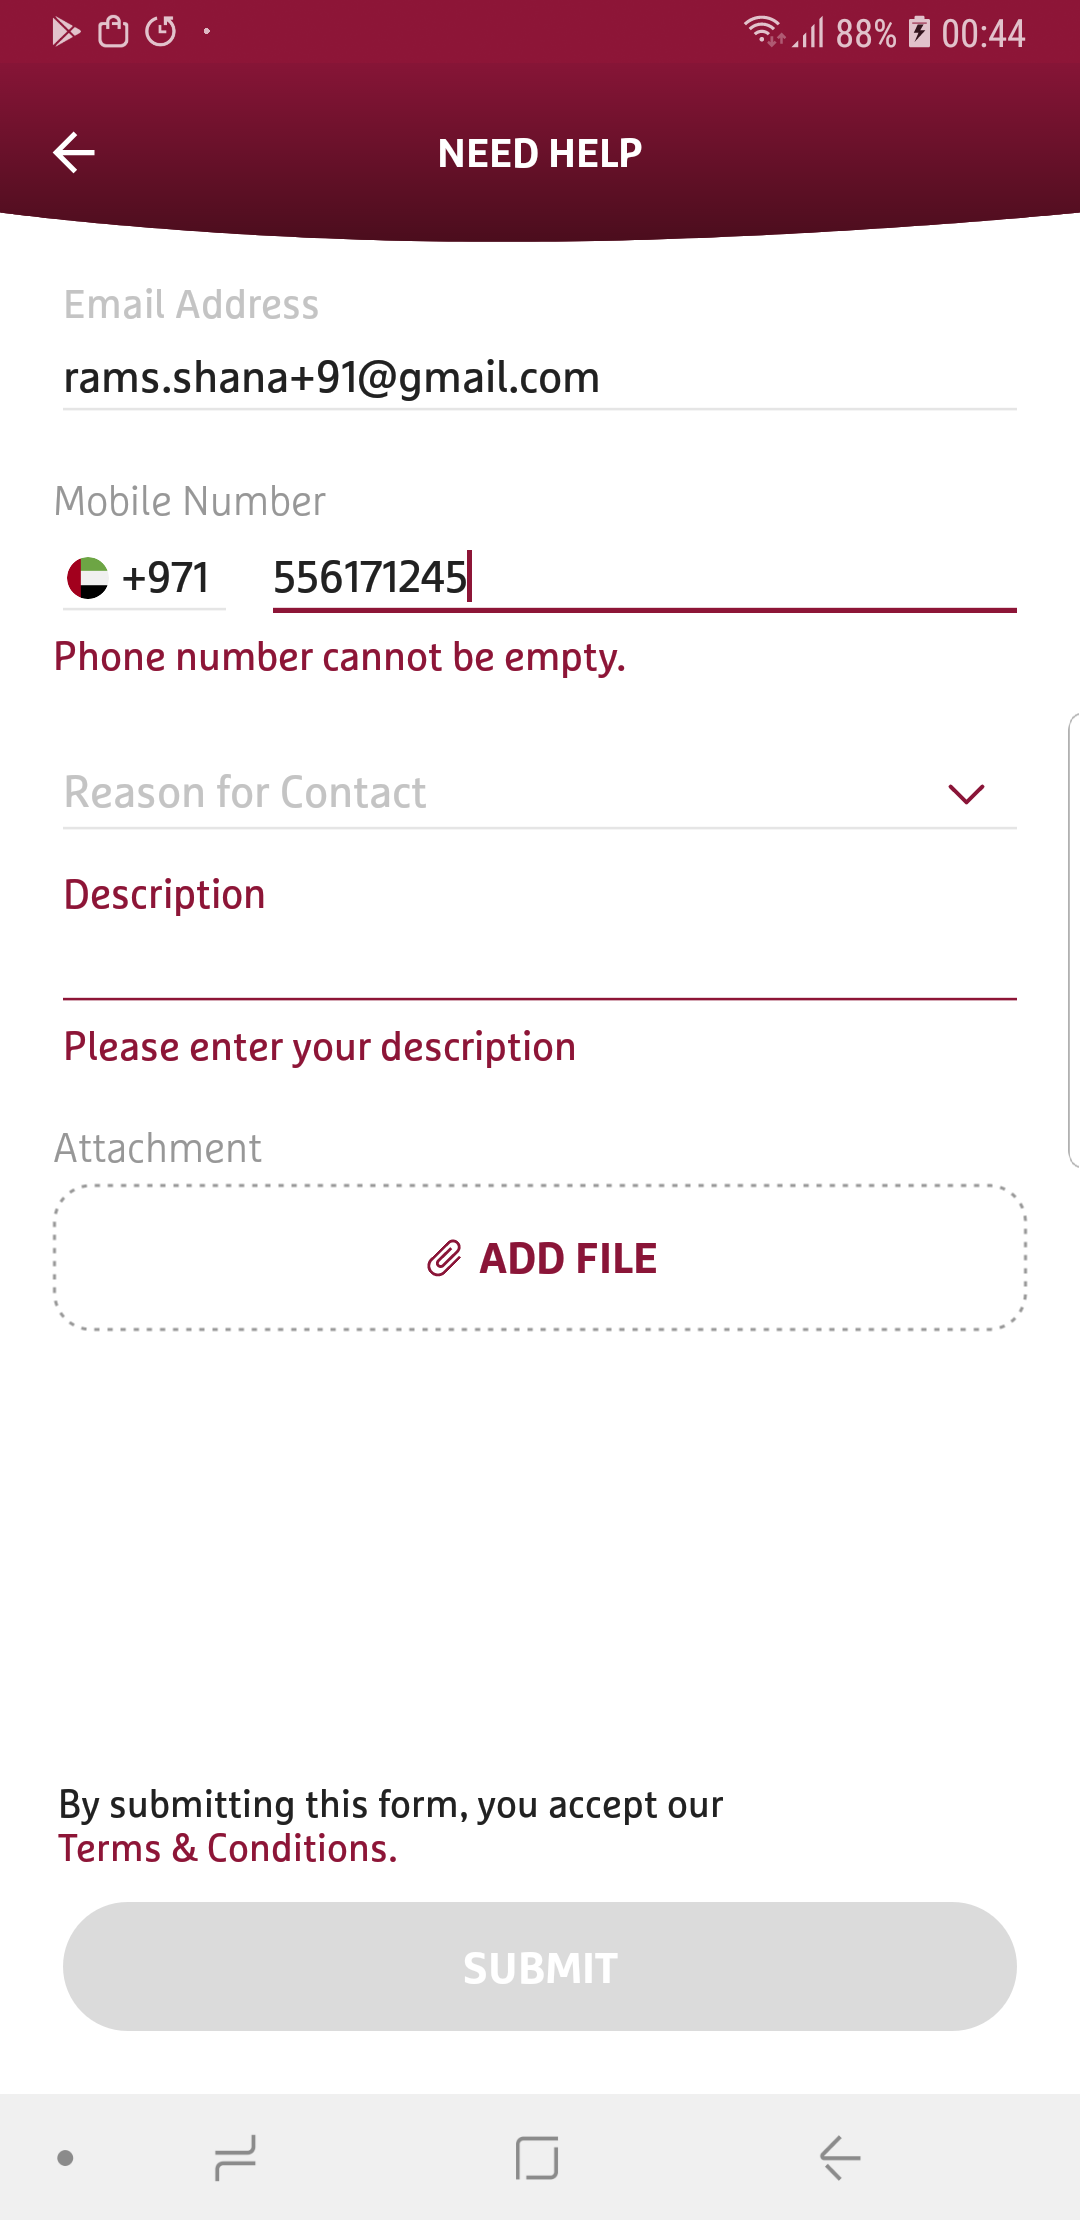 88% 00:44
NEED HELP
Email Address
rams.shana+91@gmail.com
Mobile Number
+971 556171245
Phone number cannot be empty.
Reason for Contact
Description
Please enter your description
Attachment
ADD FILE
By submitting this form, you accept our
Terms & Conditions.
SUBMIT